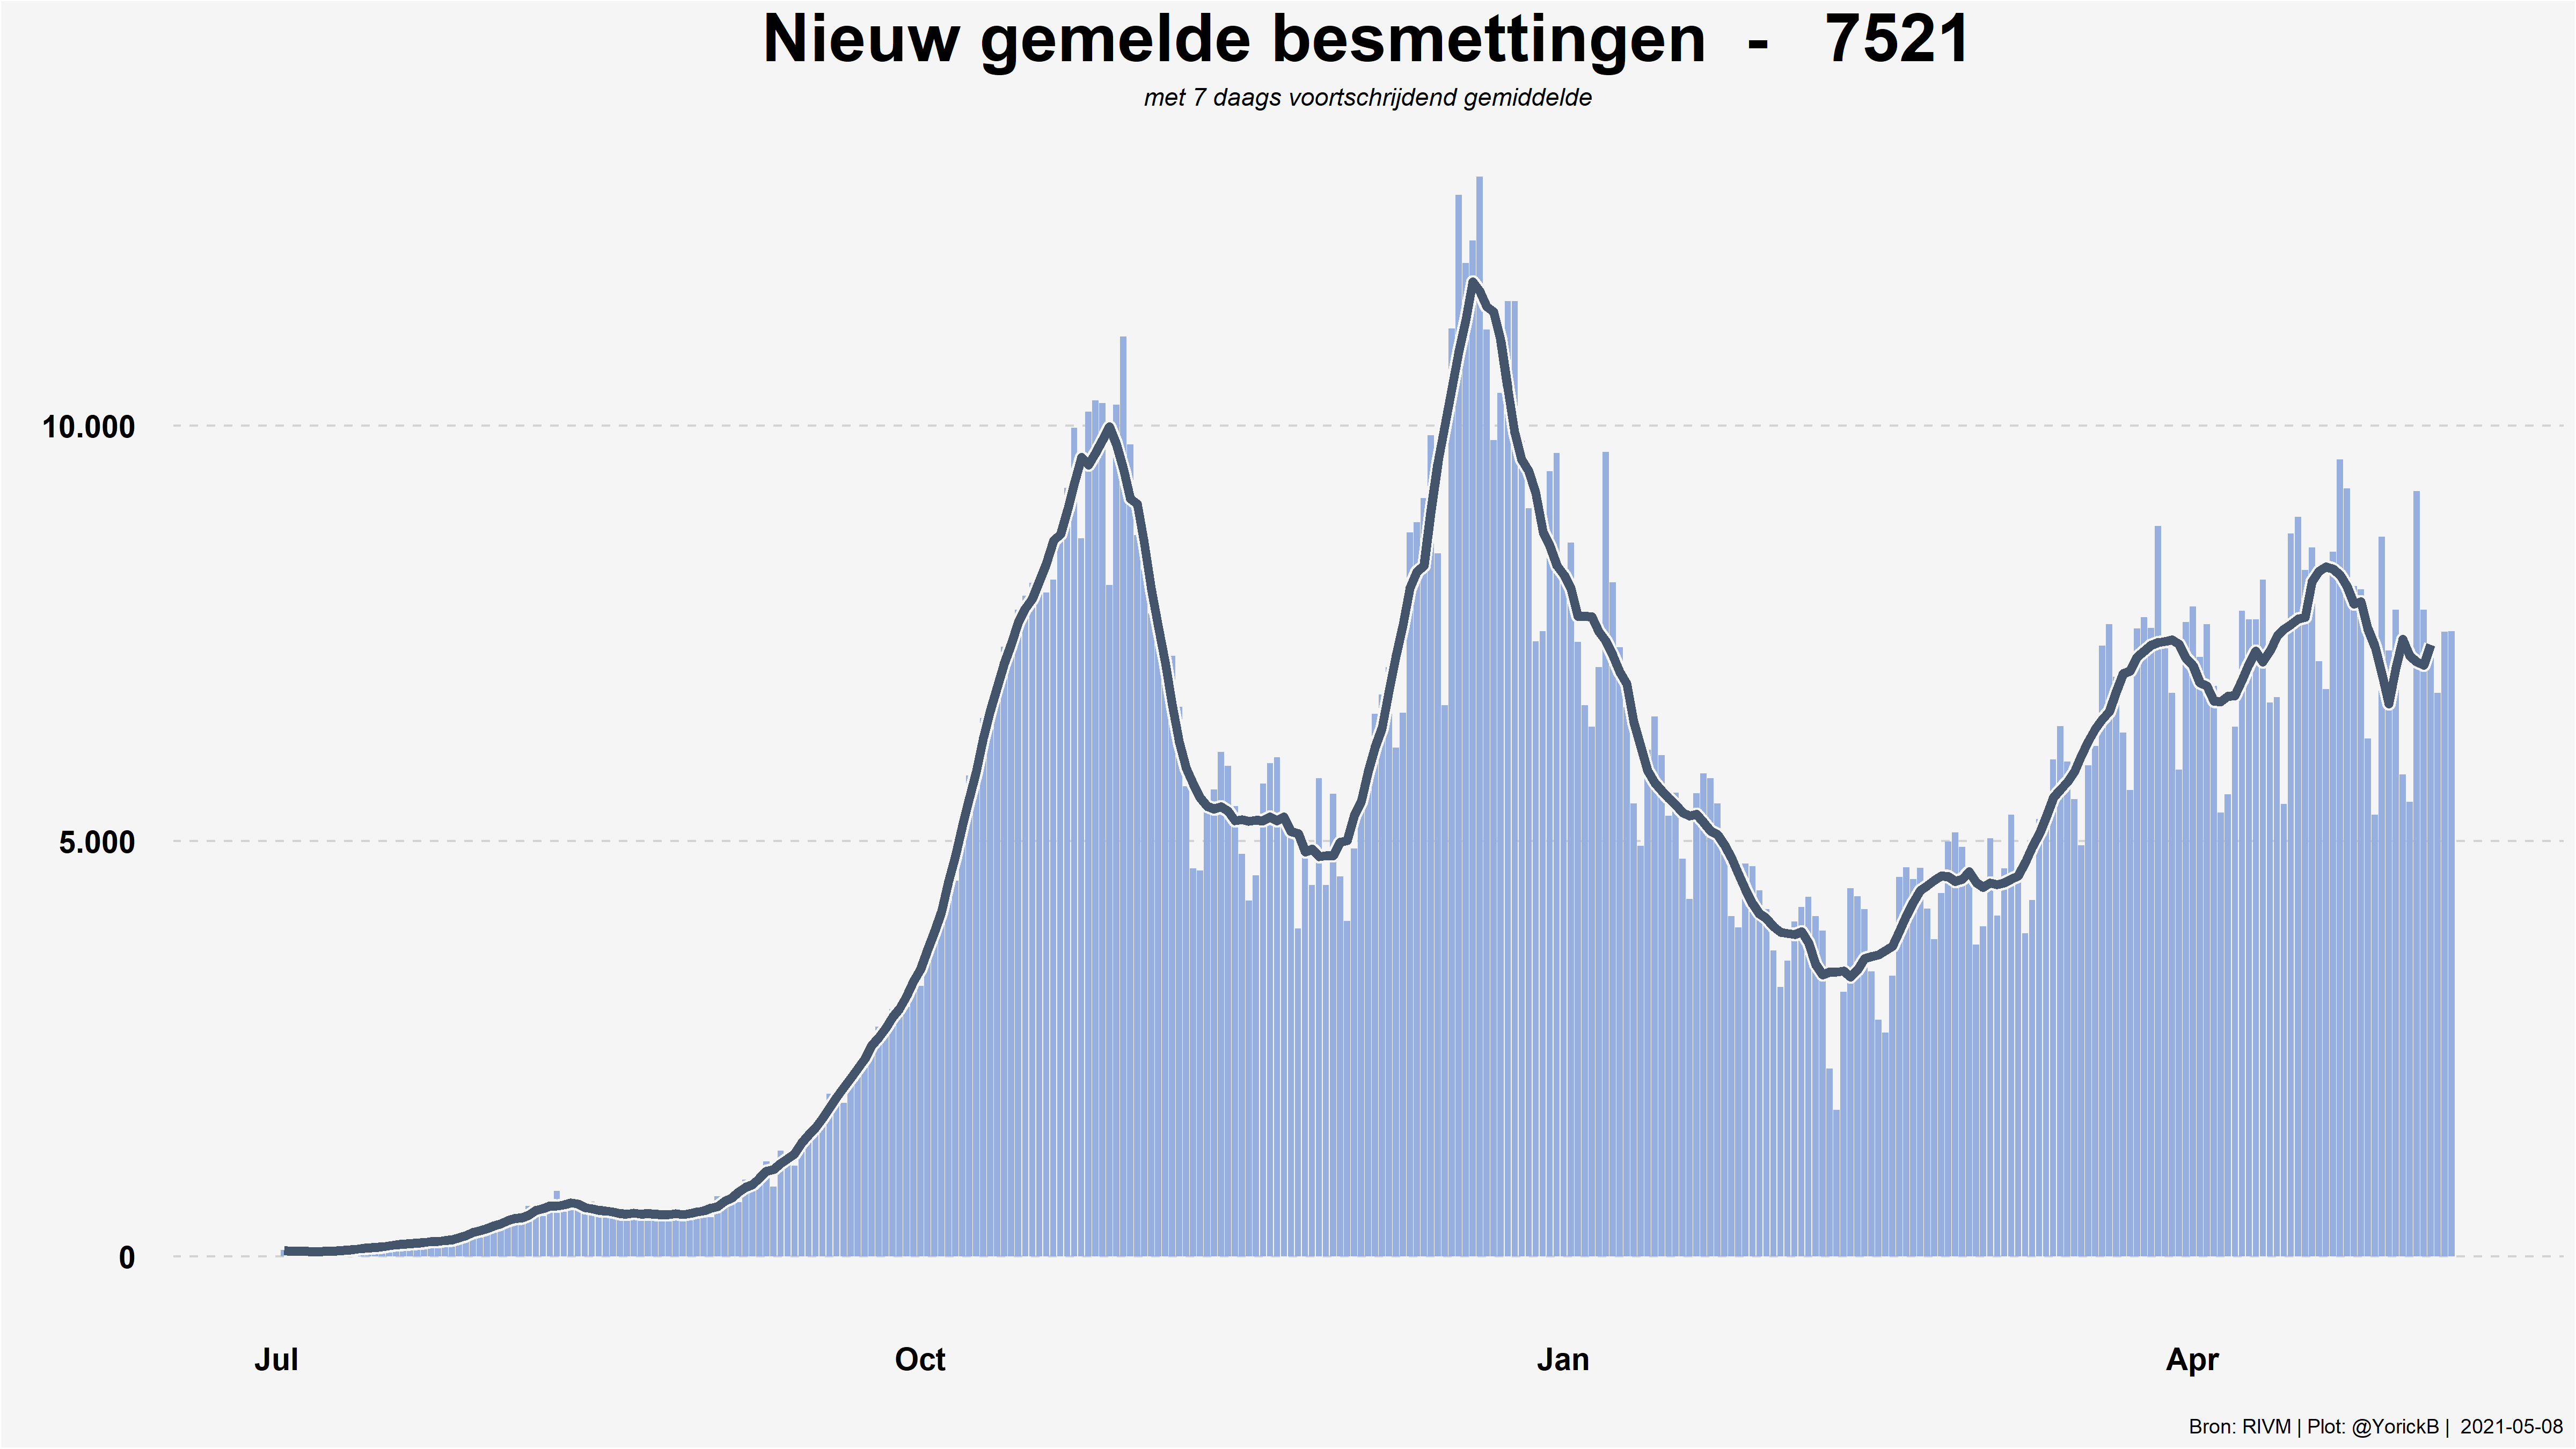 Nieuw gemelde besmettingen - 7521
met 7 daags voortschrijdend gemiddelde
10.000
5.000
0
Jul Oct Jan Apr
Bron: RIVM | Plot: @YorickB | 2021-05-08